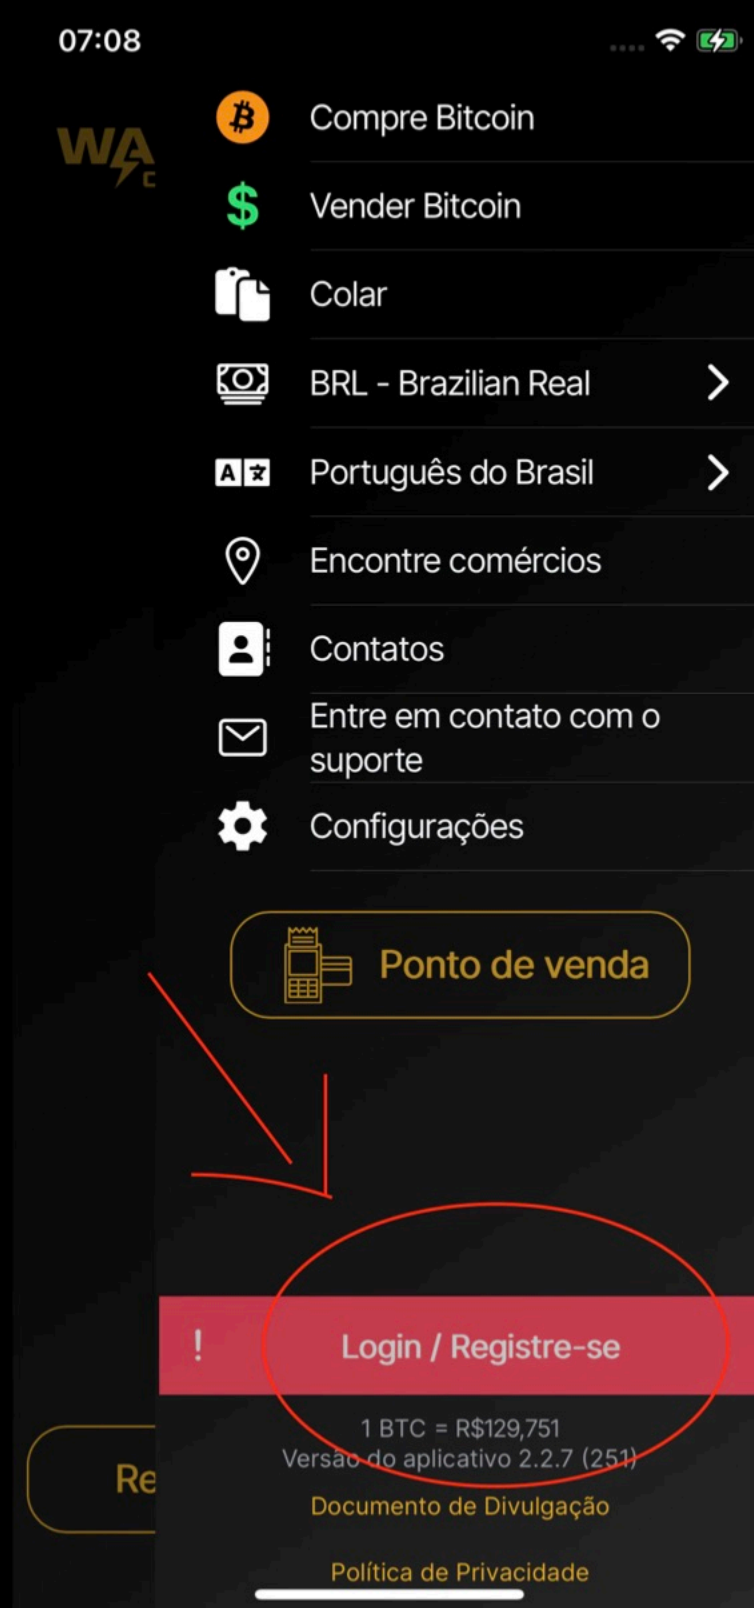 07:08
WA
C
Compre Bitcoin
Vender Bitcoin
Colar
BRL - Brazilian Real
Português do Brasil
Encontre comércios
Contatos
Entre em contato com o
suporte
Configurações
Ponto de venda
! Login / Registre-se
1 BTC = R$129,751
Versão do aplicativo 2.2.7 (251)
Re
Documento de Divulgação
Política de Privacidade